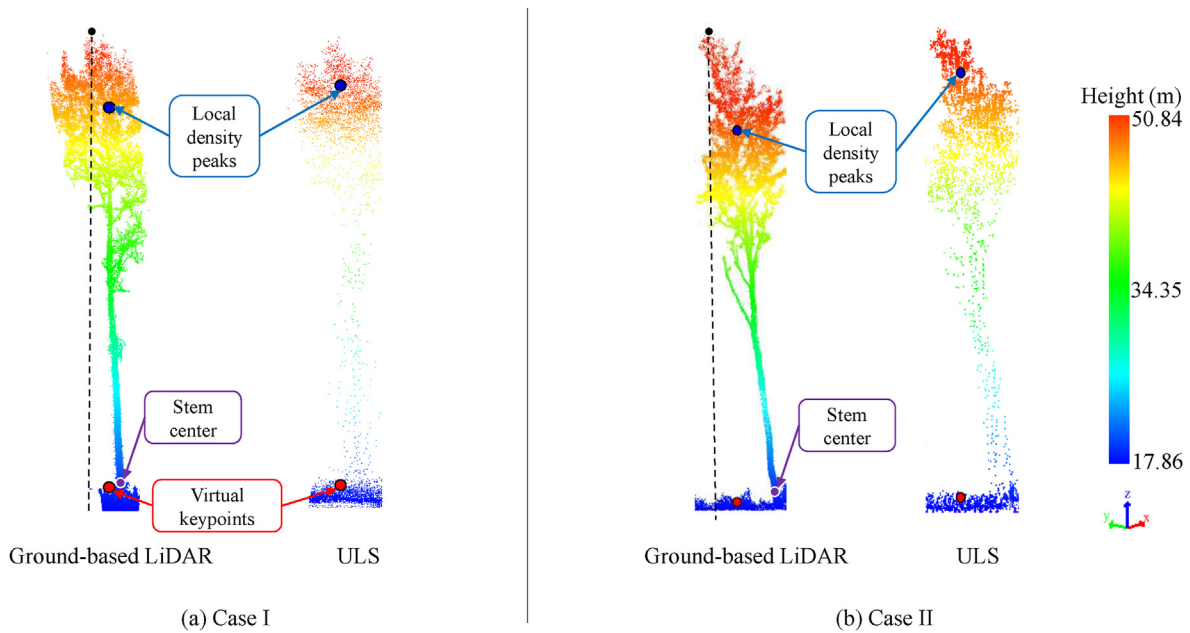 Local
density
peaks
Stem
center
Virtual
keypoints
Ground-based LiDAR
ULS
(a) Case I
Local
density
peaks
Stem
center
Ground-based LiDAR
ULS
(b) Case II
Height (m)
50.84
34.35
17.86
z
y
x